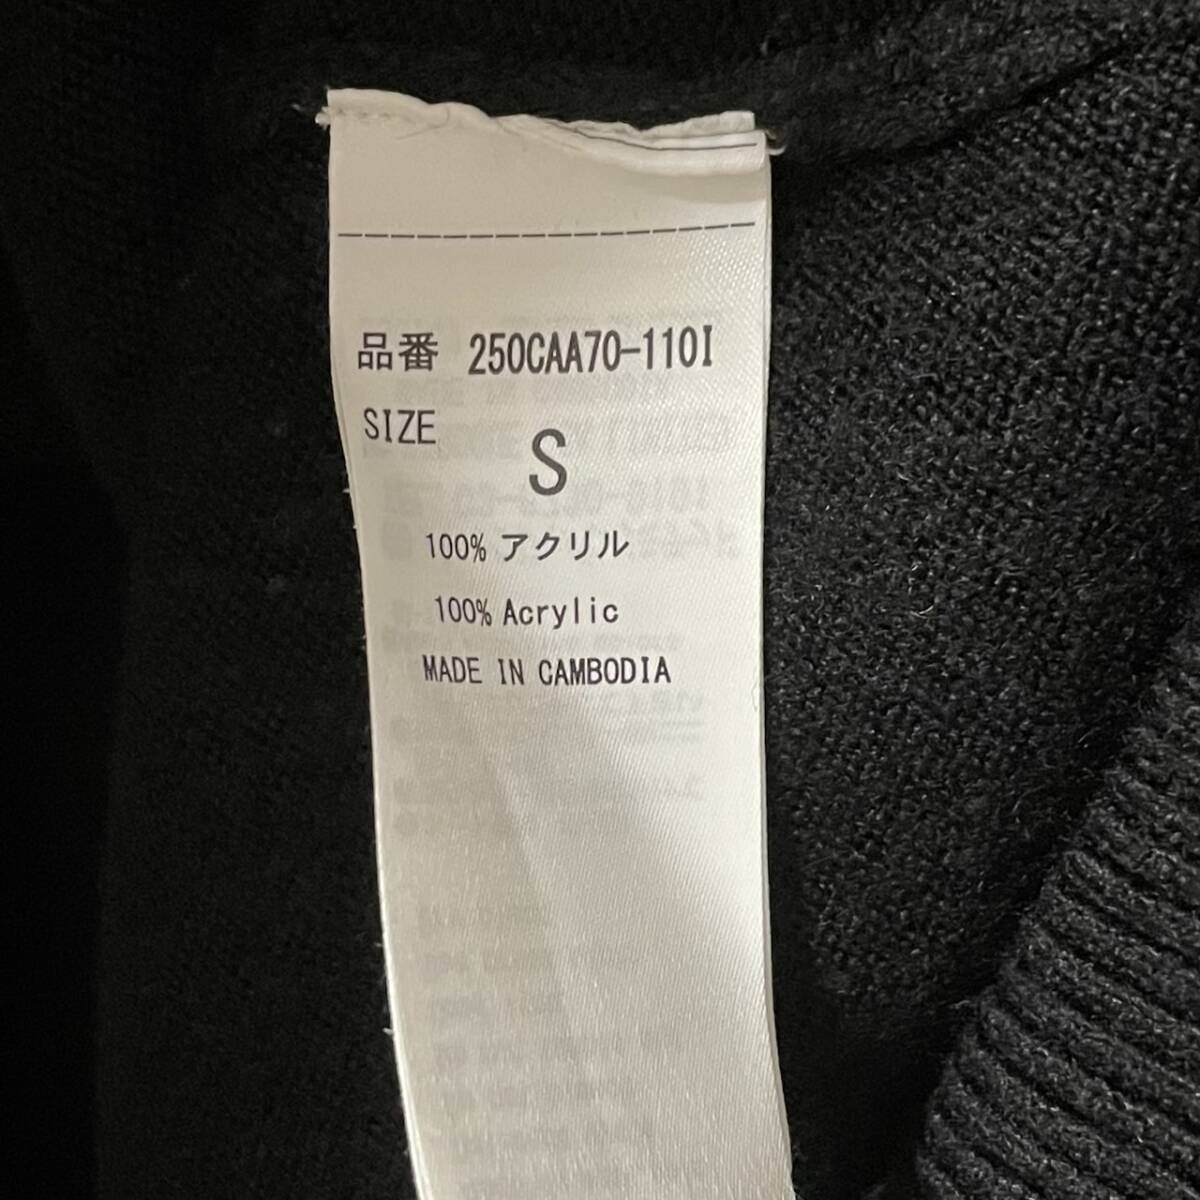 品番 250CAA70-110I
SIZE
S
100% アクリル
100% Acrylic
MADE IN CAMBODIA